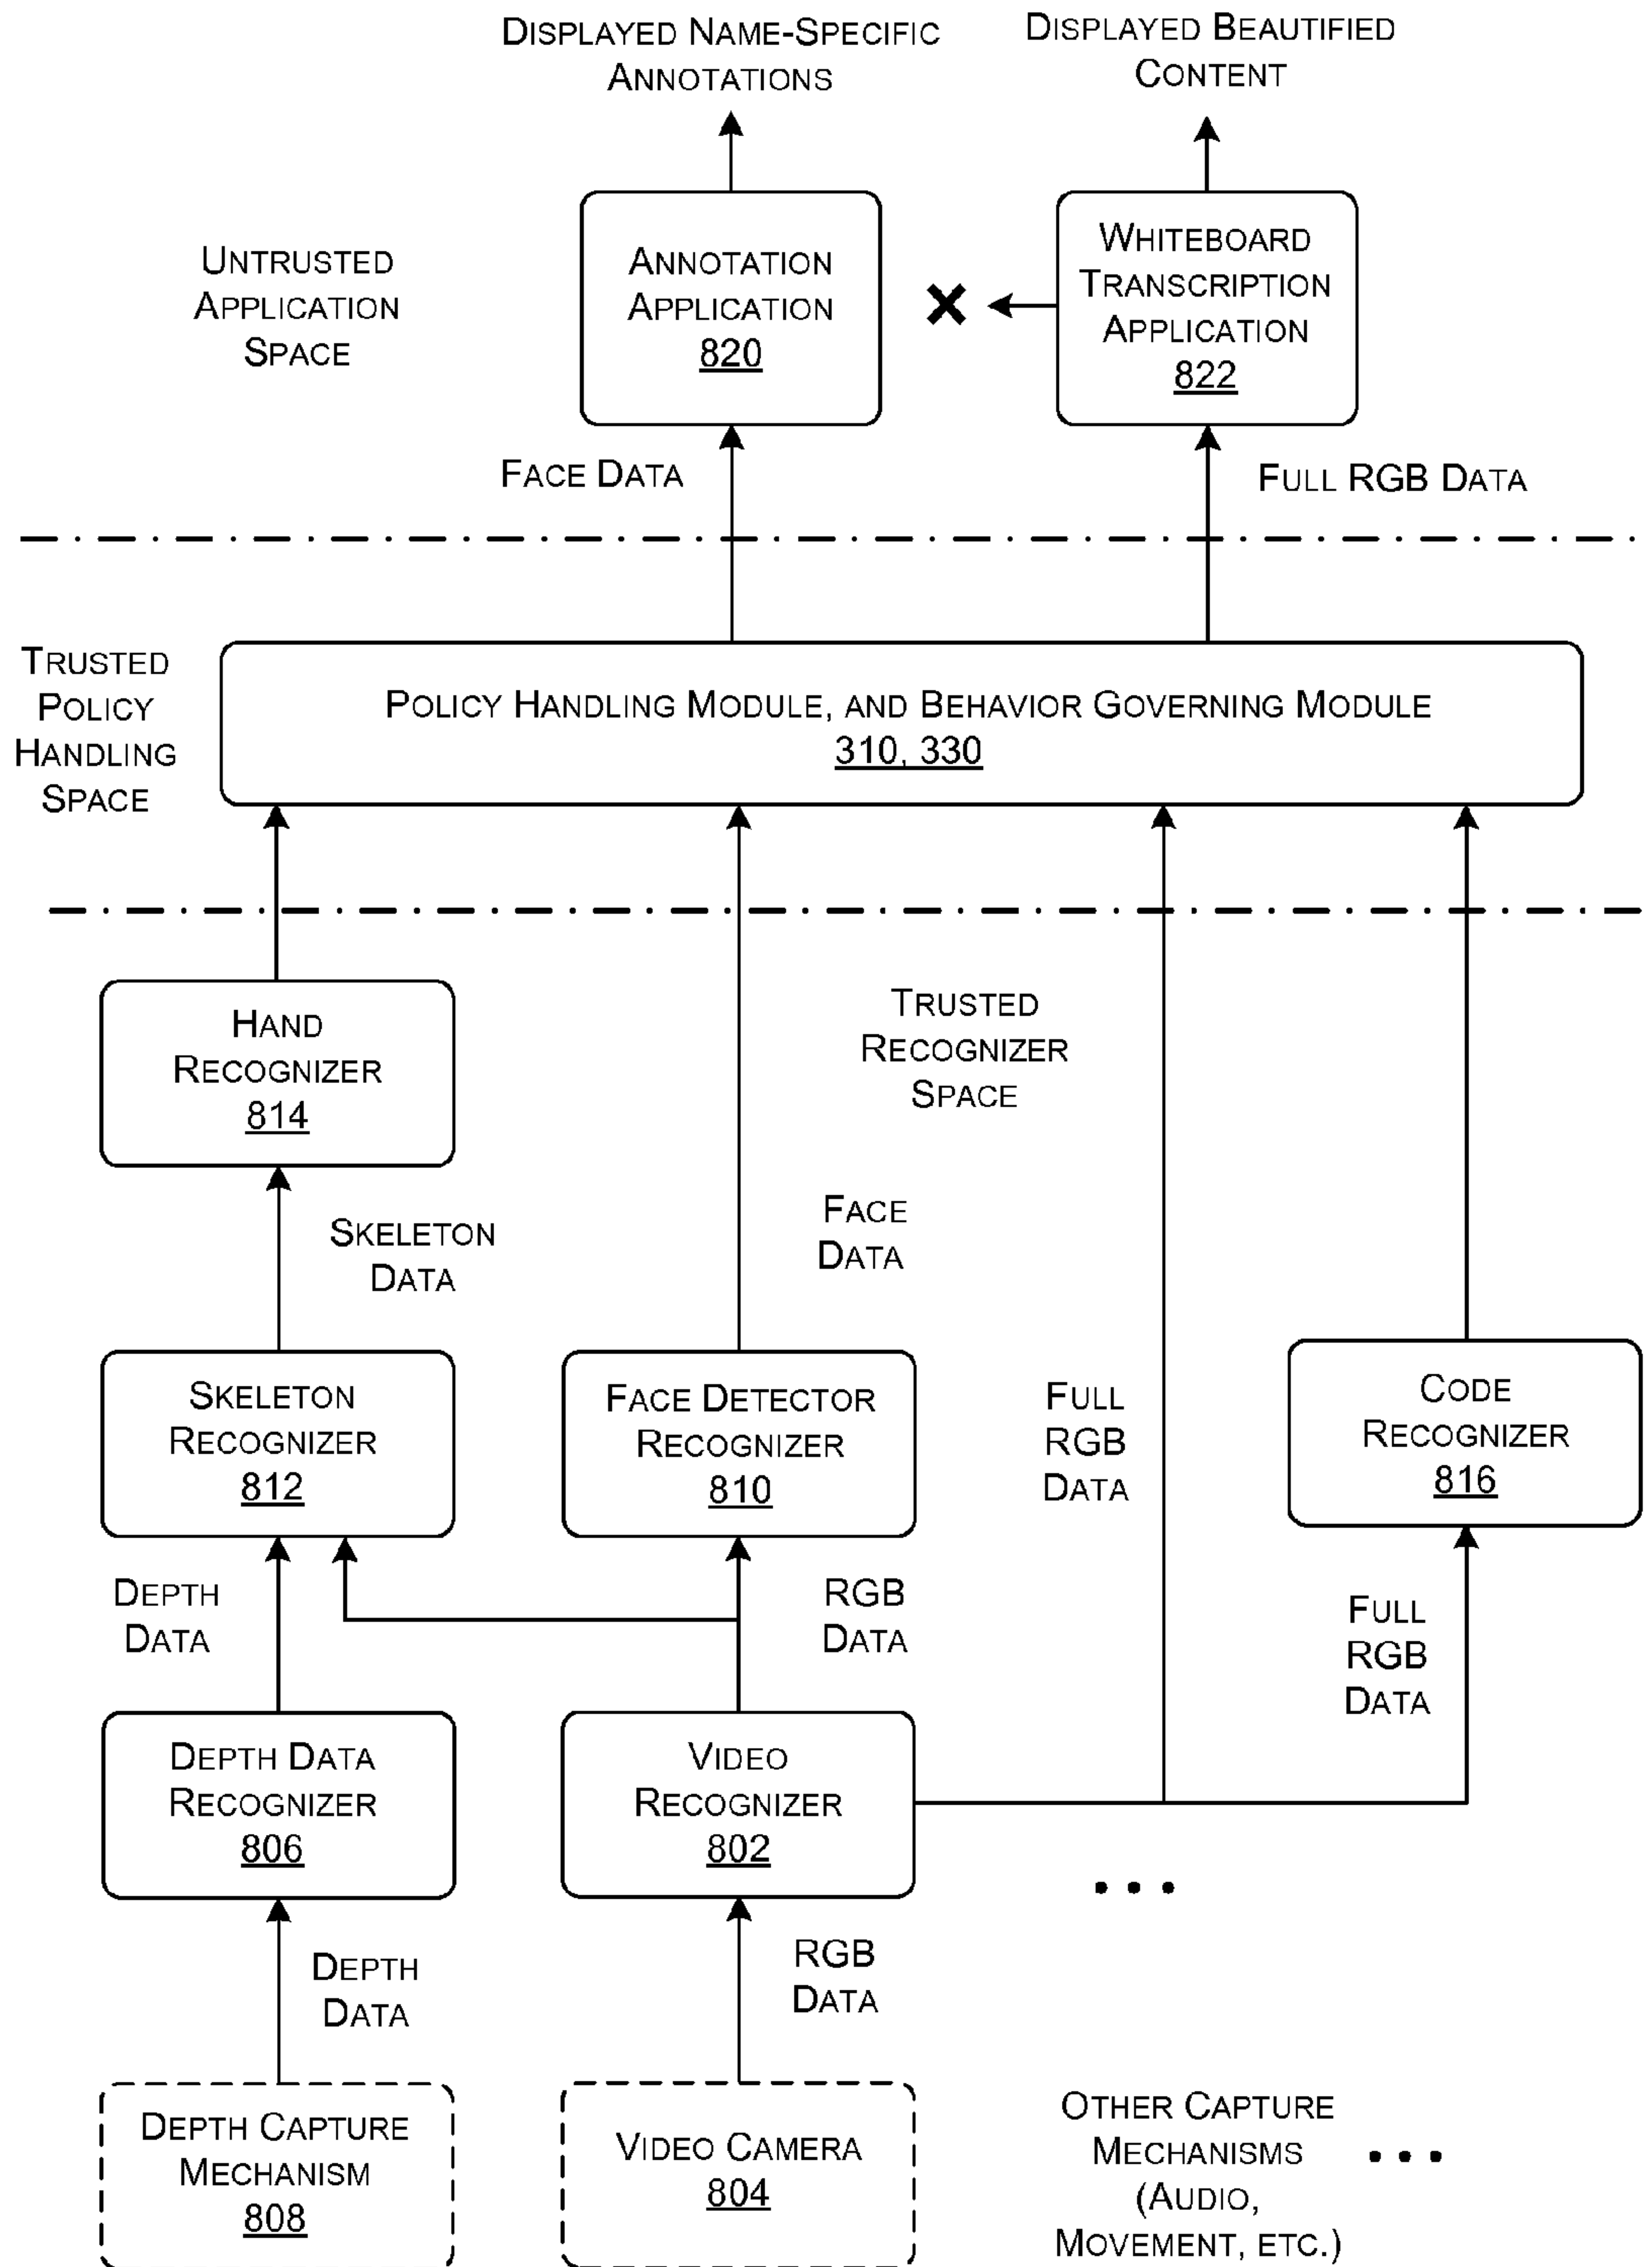 DISPLAYED NAME-SPECIFIC
ANNOTATIONS
DISPLAYED BEAUTIFIED
CONTENT
UNTRUSTED
APPLICATION
SPACE
ANNOTATION
APPLICATION
820
WHITEBOARD
TRANSCRIPTION
APPLICATION
822
FACE DATA
FULL RGB DATA
TRUSTED
POLICY
HANDLING
SPACE
POLICY HANDLING MODULE, AND BEHAVIOR GOVERNING MODULE
310, 330
HAND
RECOGNIZER
814
TRUSTED
RECOGNIZER
SPACE
SKELETON
DATA
FACE
DATA
SKELETON
RECOGNIZER
812
FACE DETECTOR
RECOGNIZER
810
FULL
RGB
DATA
CODE
RECOGNIZER
816
DEPTH
DATA
RGB
DATA
FULL
RGB
DATA
DEPTH DATA
RECOGNIZER
806
VIDEO
RECOGNIZER
802
• • •
DEPTH
DATA
RGB
DATA
DEPTH CAPTURE
MECHANISM
808
VIDEO CAMERA
804
OTHER CAPTURE
MECHANISMS
(AUDIO,
MOVEMENT, ETC.)
• • •